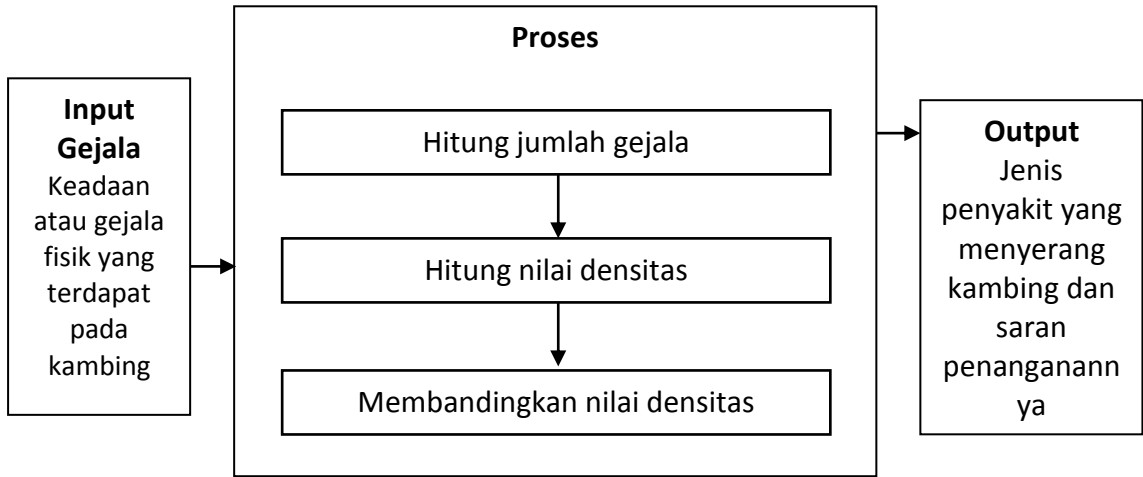 Input
Gejala
Keadaan
atau gejala
fisik yang
terdapat
pada
kambing
Proses
Hitung jumlah gejala
Hitung nilai densitas
Membandingkan nilai densitas
Output
Jenis
penyakit yang
menyerang
kambing dan
saran
penanganann
ya